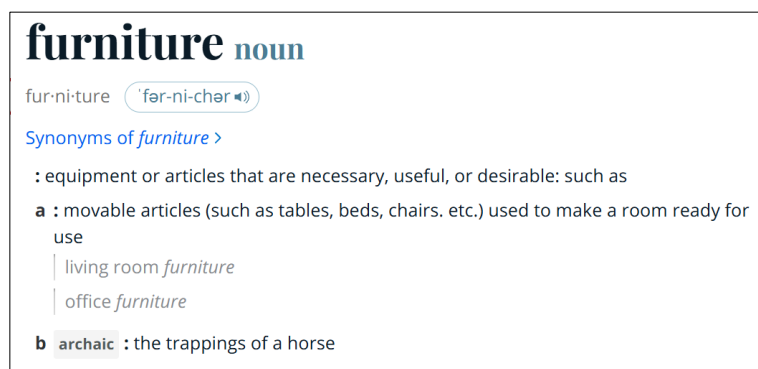 furniture noun
fur·ni·ture ˈfər-ni-chər
Synonyms of furniture >
: equipment or articles that are necessary, useful, or desirable: such as
a : movable articles (such as tables, beds, chairs. etc.) used to make a room ready for
use
living room furniture
office furniture
b archaic : the trappings of a horse